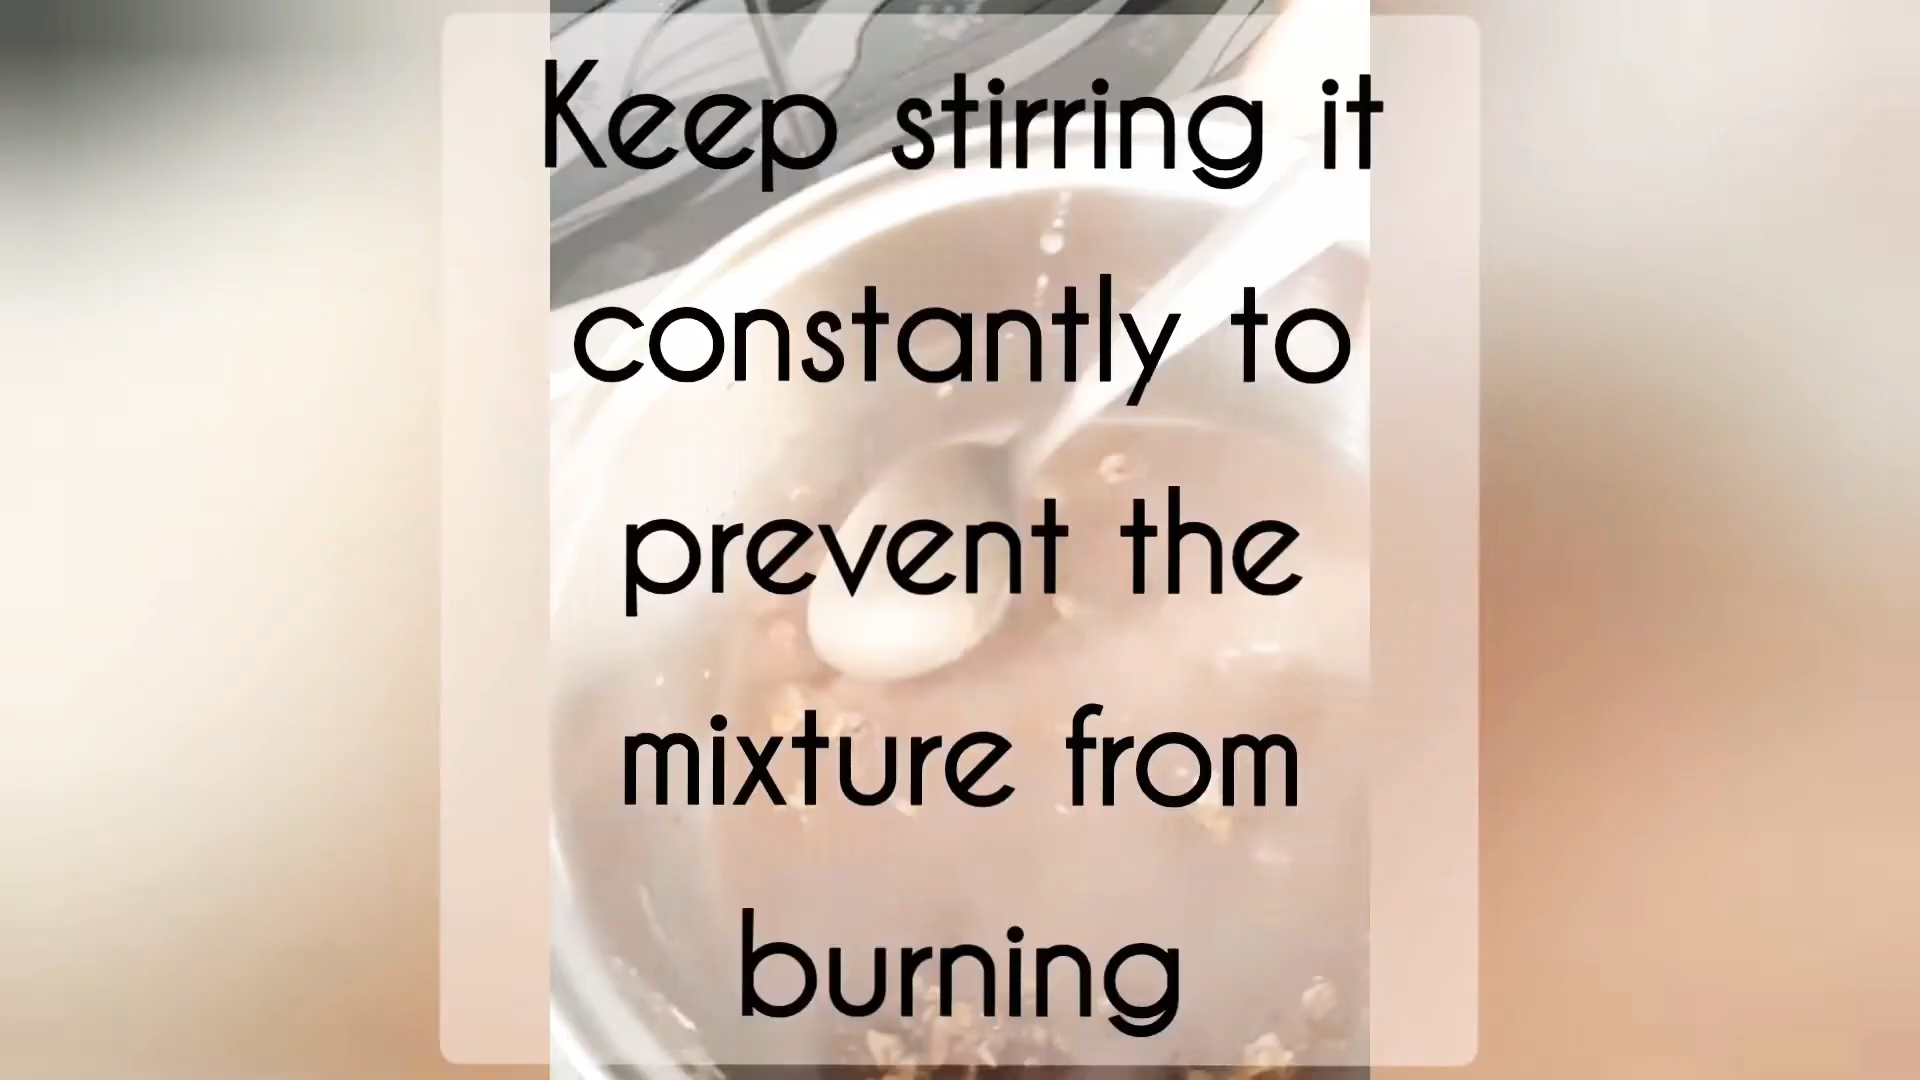 Keep stirring it
constantly to
prevent the
mixture from
burning